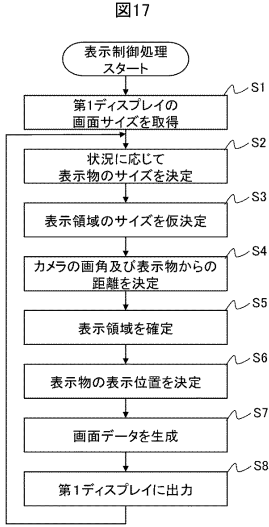 図17
表示制御処理
スタート
S1
第1ディスプレイの
画面サイズを取得
S2
状況に応じて
表示物のサイズを決定
S3
表示領域のサイズを仮決定
S4
カメラの画角及び表示物からの
距離を決定
S5
表示領域を確定
S6
表示物の表示位置を決定
S7
画面データを生成
S8
第1ディスプレイに出力